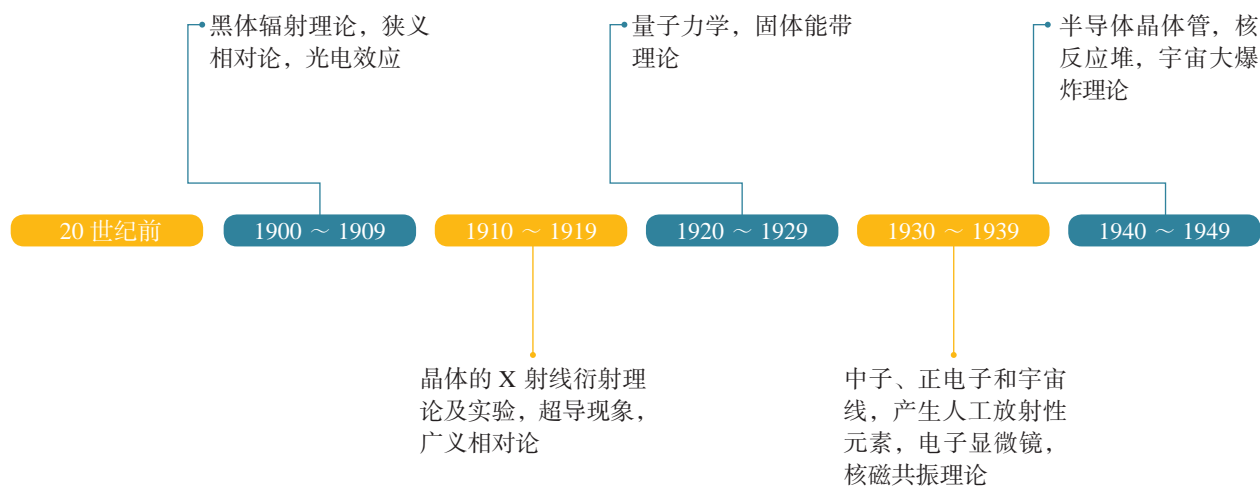 黑体辐射理论，狭义
相对论，光电效应
量子力学，固体能带
理论
半导体晶体管，核
反应堆，宇宙大爆
炸理论
20 世纪前
1900 ～ 1909
1910 ～ 1919
1920 ～ 1929
1930 ～ 1939
1940 ～ 1949
晶体的 X 射线衍射理
论及实验，超导现象，
广义相对论
中子、正电子和宇宙
线，产生人工放射性
元素，电子显微镜，
核磁共振理论